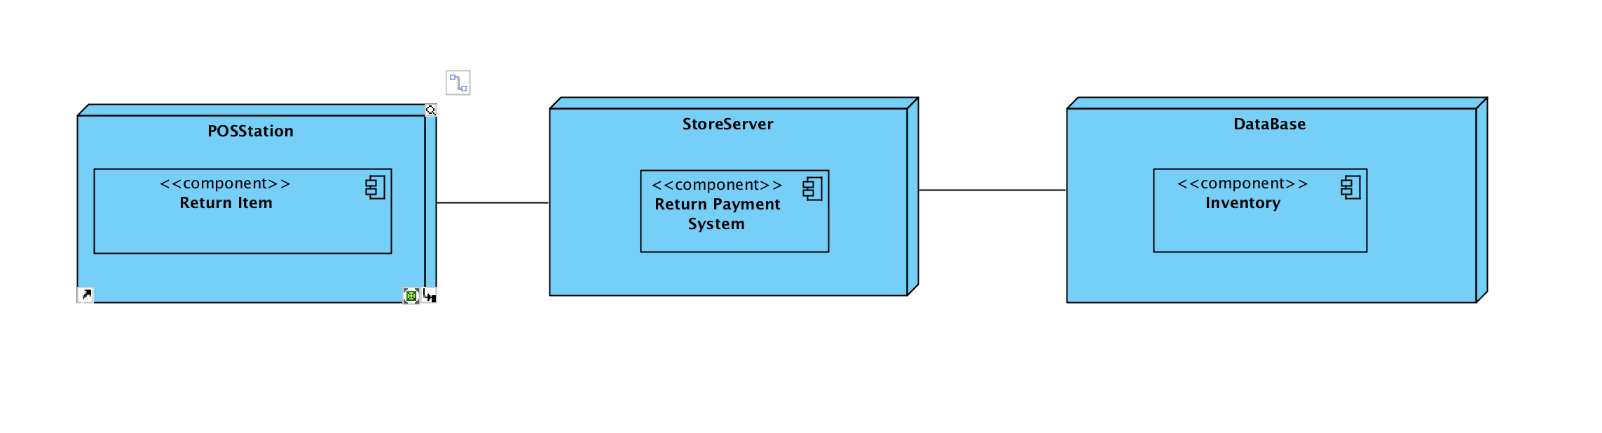 POSStation
<<component>>
Return Item
StoreServer
<<component>>
Return Payment
System
DataBase
<<component>>
Inventory